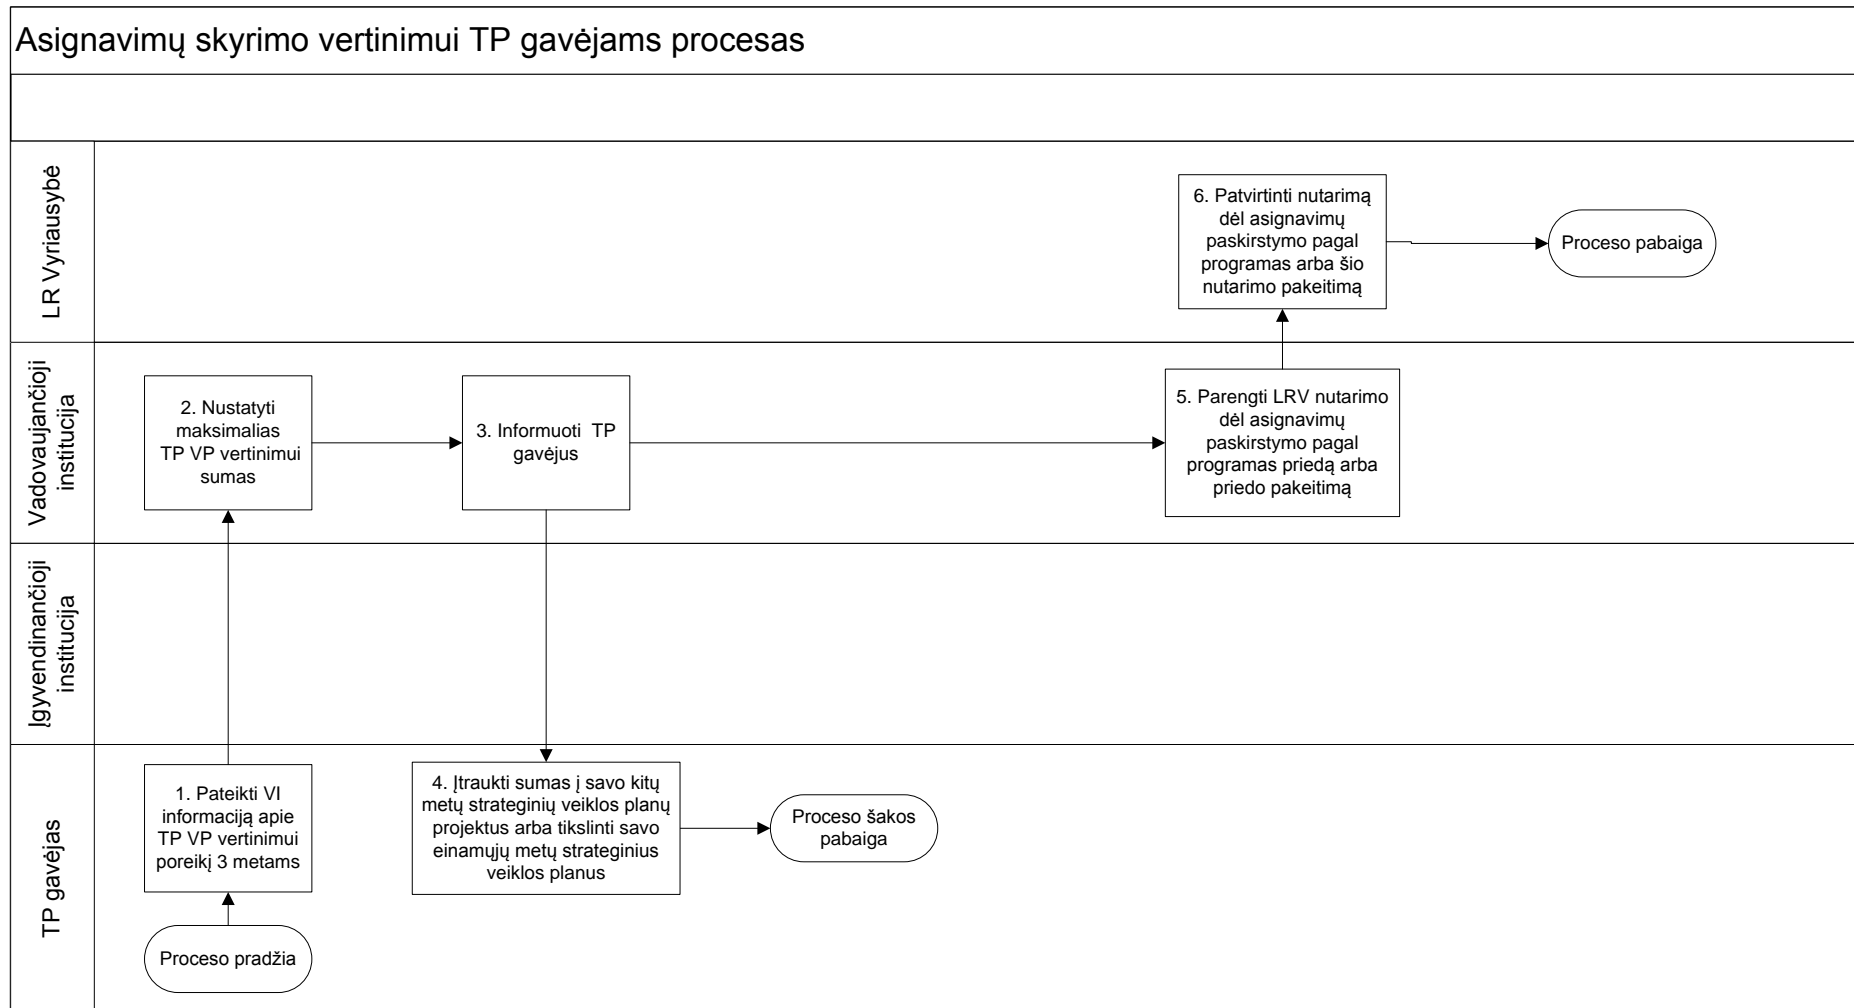 Asignavimų skyrimo vertinimui TP gavėjams procesas
LR Vyriausybė
6. Patvirtinti nutarimą
dėl asignavimų
paskirstymo pagal
programas arba šio
nutarimo pakeitimą
Proceso pabaiga
Vadovaujančioji
institucija
2. Nustatyti
maksimalias
TP VP vertinimui
sumas
3. Informuoti TP
gavėjus
5. Parengti LRV nutarimo
dėl asignavimų
paskirstymo pagal
programas priedą arba
priedo pakeitimą
Įgyvendinančioji
institucija
TP gavėjas
1. Pateikti VI
informaciją apie
TP VP vertinimui
poreikį 3 metams
4. Įtraukti sumas į savo kitų
metų strateginių veiklos planų
projektus arba tikslinti savo
einamųjų metų strateginius
veiklos planus
Proceso šakos
pabaiga
Proceso pradžia